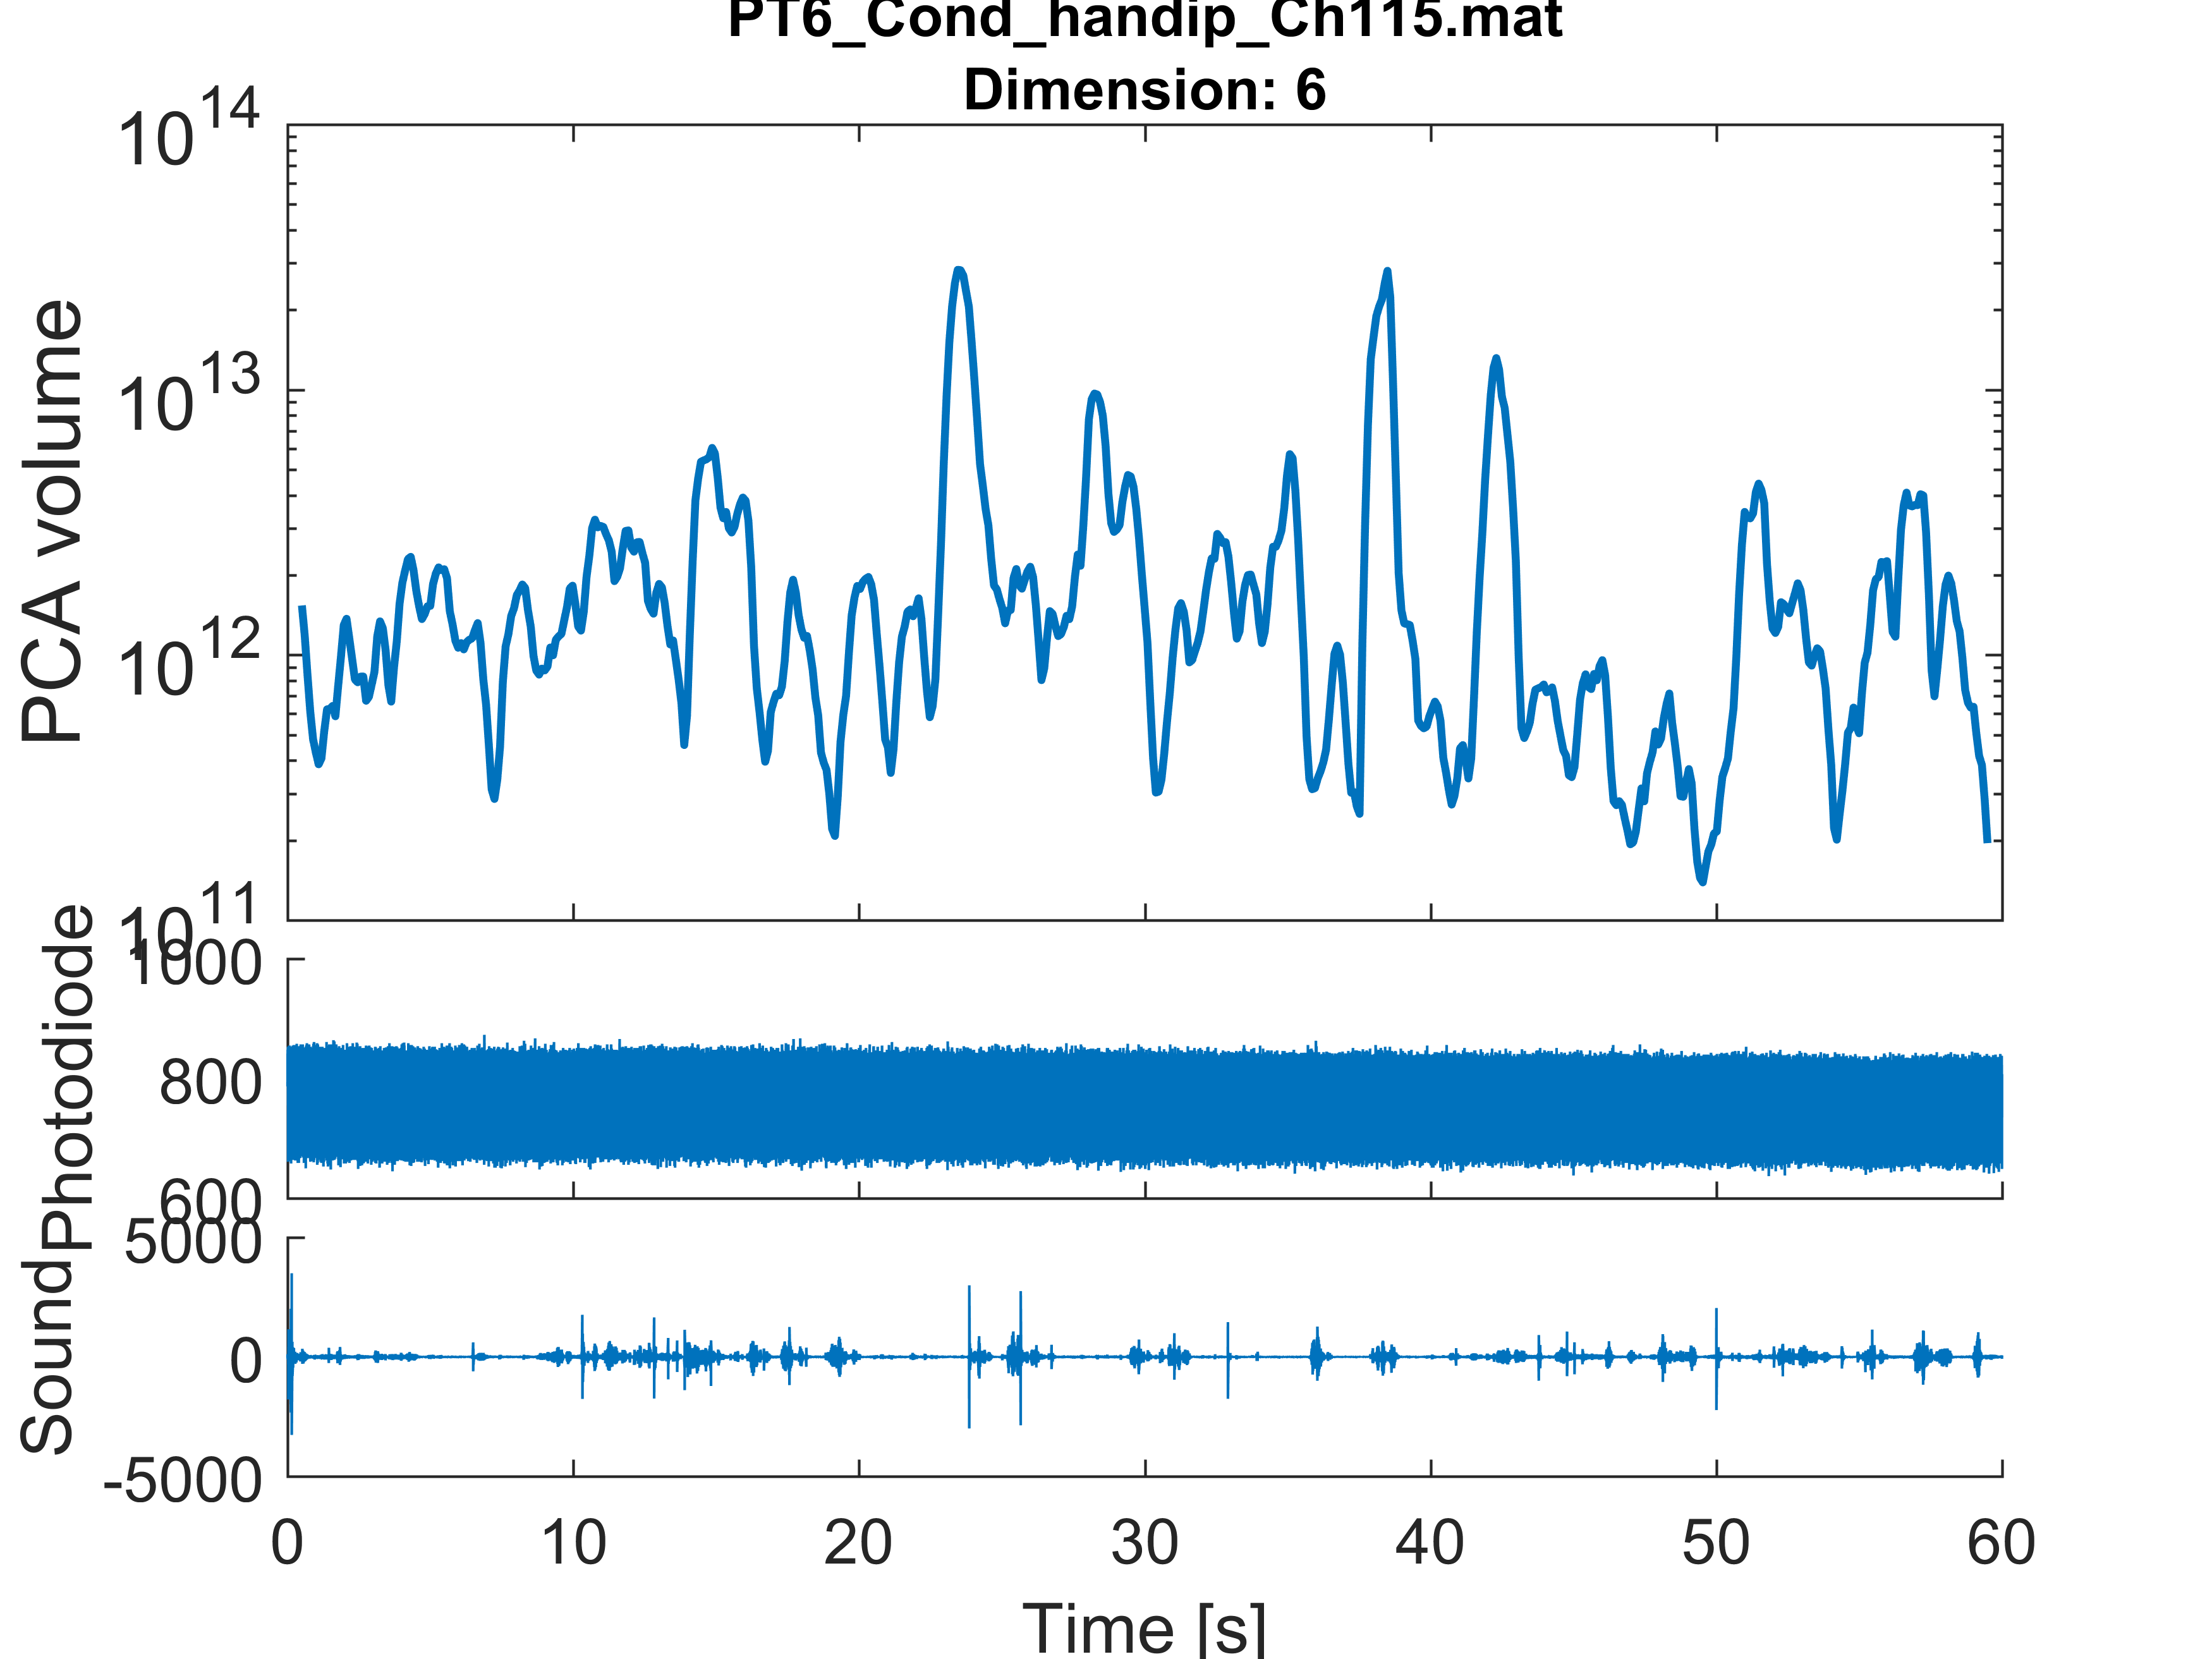 PT6_Cond_handip_Ch115.mat
Dimension: 6
10^14
10^13
10^12
10^11
PCA volume
1000
800
600
Photodiode
5000
0
-5000
Sound
0 10 20 30 40 50 60
Time [s]